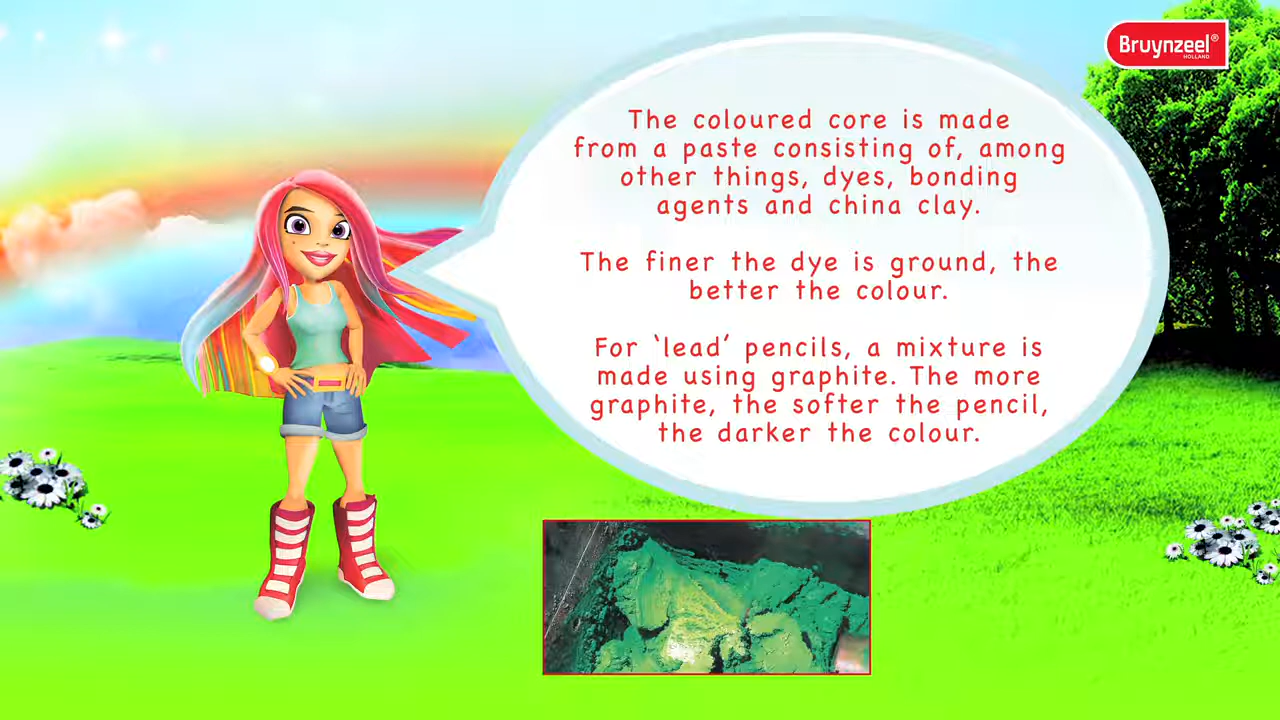 Bruynzeel®
HOLLAND
The coloured core is made
from a paste consisting of, among
other things, dyes, bonding
agents and china clay.
The finer the dye is ground, the
better the colour.
For ‘lead’ pencils, a mixture is
made using graphite. The more
graphite, the softer the pencil,
the darker the colour.